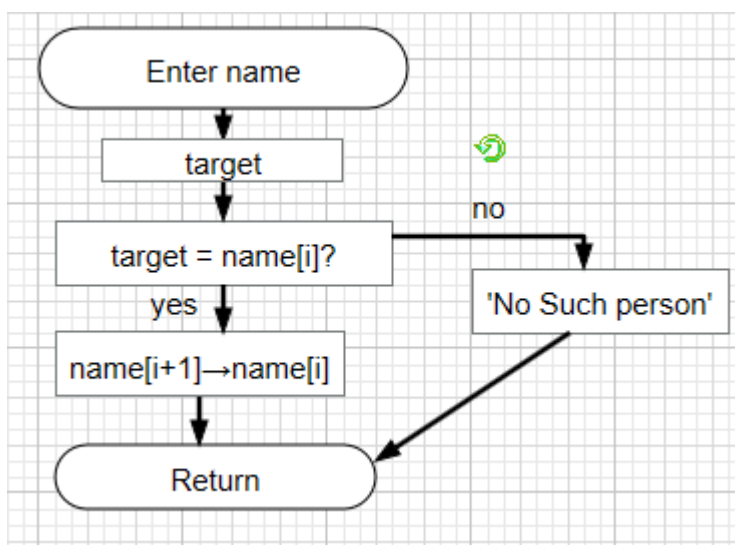 Enter name
target
no
target = name[i]?
yes
'No Such person'
name[i+1]→name[i]
Return